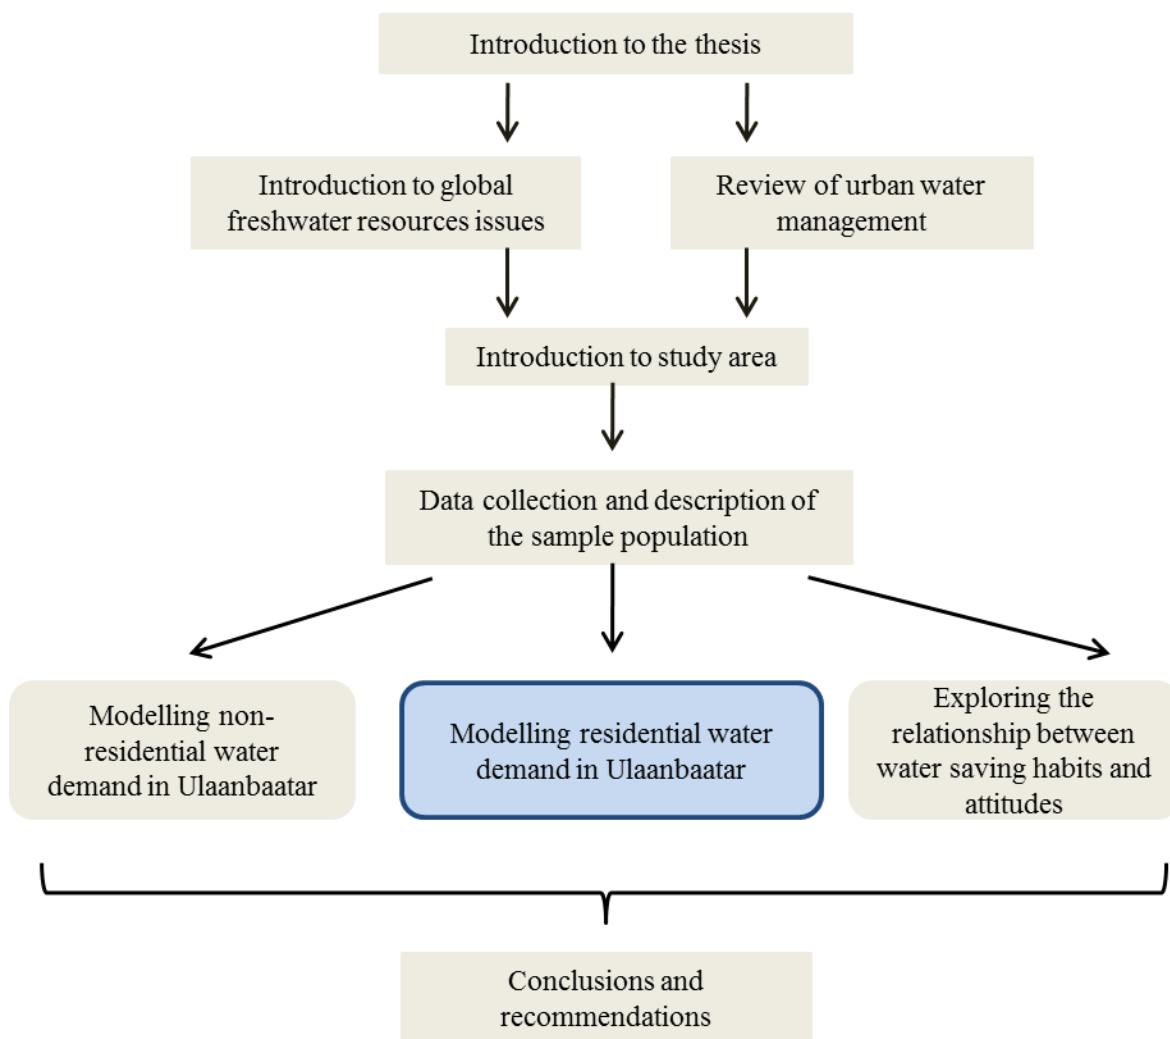 Introduction to the thesis
Introduction to global
freshwater resources issues
Review of urban water
management
Introduction to study area
Data collection and description of
the sample population
Modelling non-
residential water
demand in Ulaanbaatar
Modelling residential water
demand in Ulaanbaatar
Exploring the
relationship between
water saving habits and
attitudes
Conclusions and
recommendations